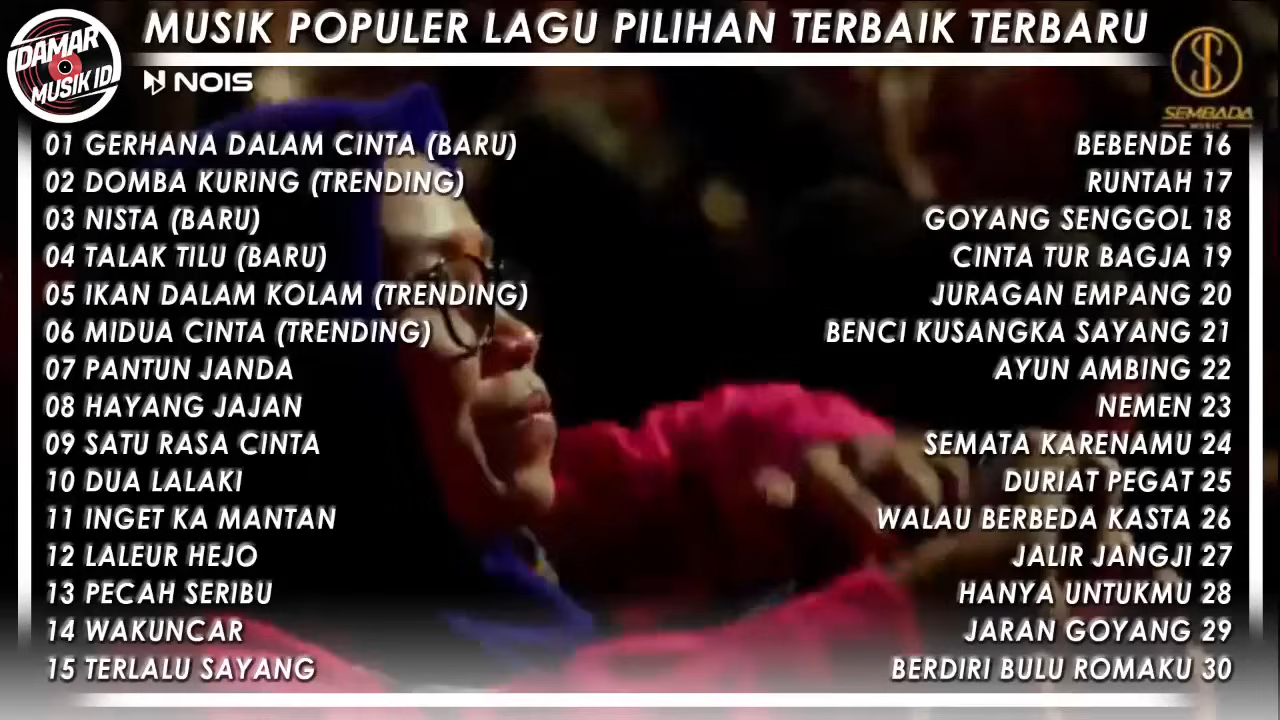 DAMAR
MUSIK ID
MUSIK POPULER LAGU PILIHAN TERBAIK TERBARU
NOIS
SEMBADA
MUSIC
01 GERHANA DALAM CINTA (BARU)
02 DOMBA KURING (TRENDING)
03 NISTA (BARU)
04 TALAK TILU (BARU)
05 IKAN DALAM KOLAM (TRENDING)
06 MIDUA CINTA (TRENDING)
07 PANTUN JANDA
08 HAYANG JAJAN
09 SATU RASA CINTA
10 DUA LALAKI
11 INGET KA MANTAN
12 LALEUR HEJO
13 PECAH SERIBU
14 WAKUNCAR
15 TERLALU SAYANG
BEBENDE 16
RUNTAH 17
GOYANG SENGGOL 18
CINTA TUR BAGJA 19
JURAGAN EMPANG 20
BENCI KUSANGKA SAYANG 21
AYUN AMBING 22
NEMEN 23
SEMATA KARENAMU 24
DURIAT PEGAT 25
WALAU BERBEDA KASTA 26
JALIR JANGJI 27
HANYA UNTUKMU 28
JARAN GOYANG 29
BERDIRI BULU ROMAKU 30